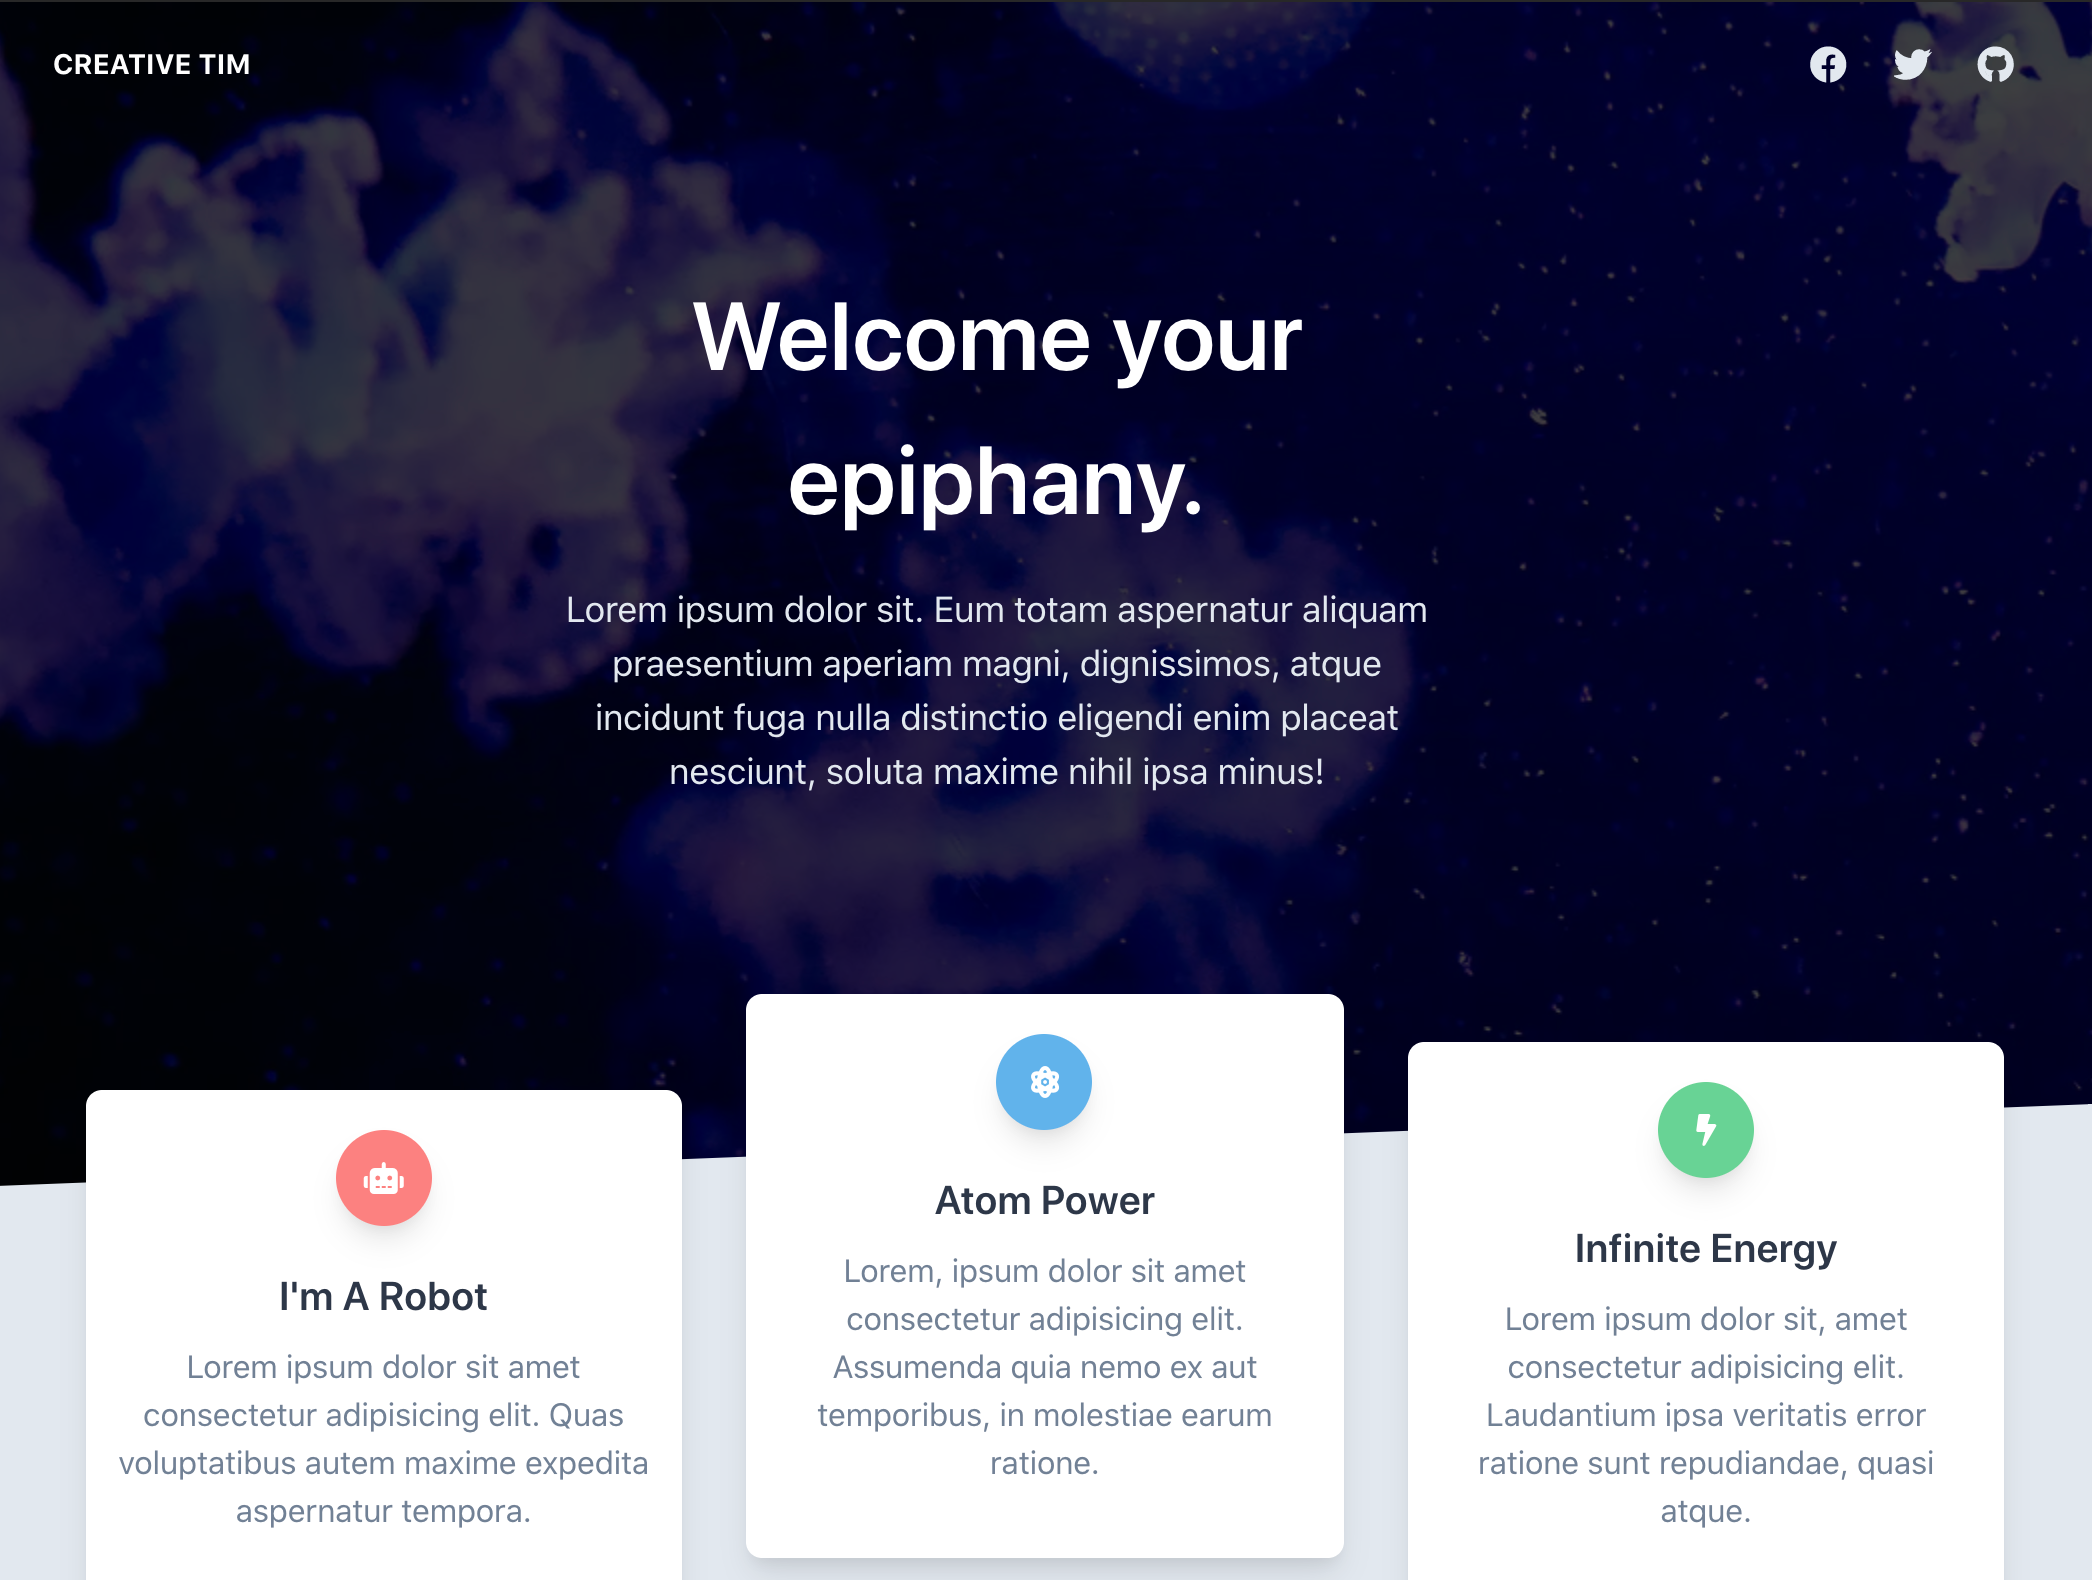 CREATIVE TIM
Welcome your
epiphany.
Lorem ipsum dolor sit. Eum totam aspernatur aliquam
praesentium aperiam magni, dignissimos, atque
incidunt fuga nulla distinctio eligendi enim placeat
nesciunt, soluta maxime nihil ipsa minus!
I'm A Robot
Lorem ipsum dolor sit amet
consectetur adipisicing elit. Quas
voluptatibus autem maxime expedita
aspernatur tempora.
Atom Power
Lorem, ipsum dolor sit amet
consectetur adipisicing elit.
Assumenda quia nemo ex aut
temporibus, in molestiae earum
ratione.
Infinite Energy
Lorem ipsum dolor sit, amet
consectetur adipisicing elit.
Laudantium ipsa veritatis error
ratione sunt repudiandae, quasi
atque.